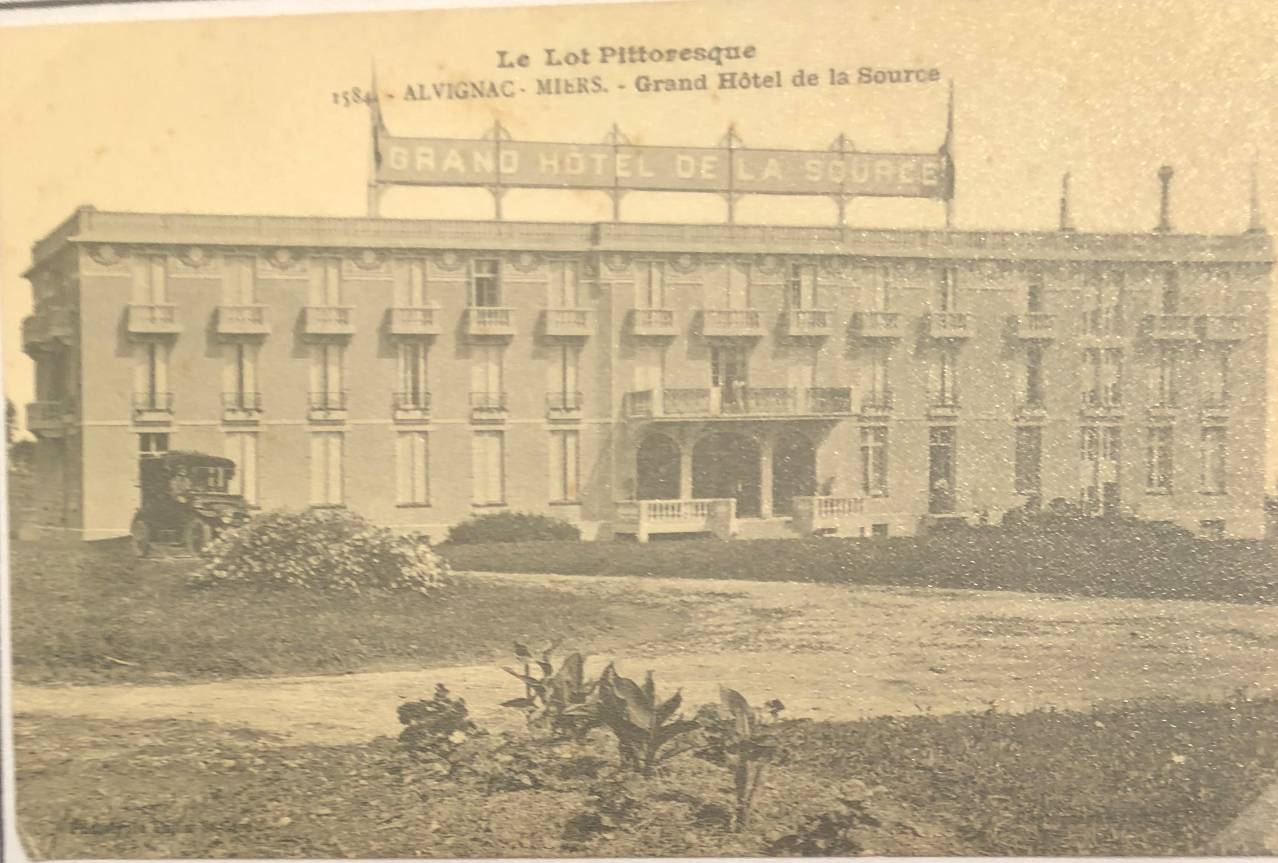 Le Lot Pittoresque
1584. - ALVIGNAC - MIERS. - Grand Hôtel de la Source
GRAND HÔTEL DE LA SOURCE